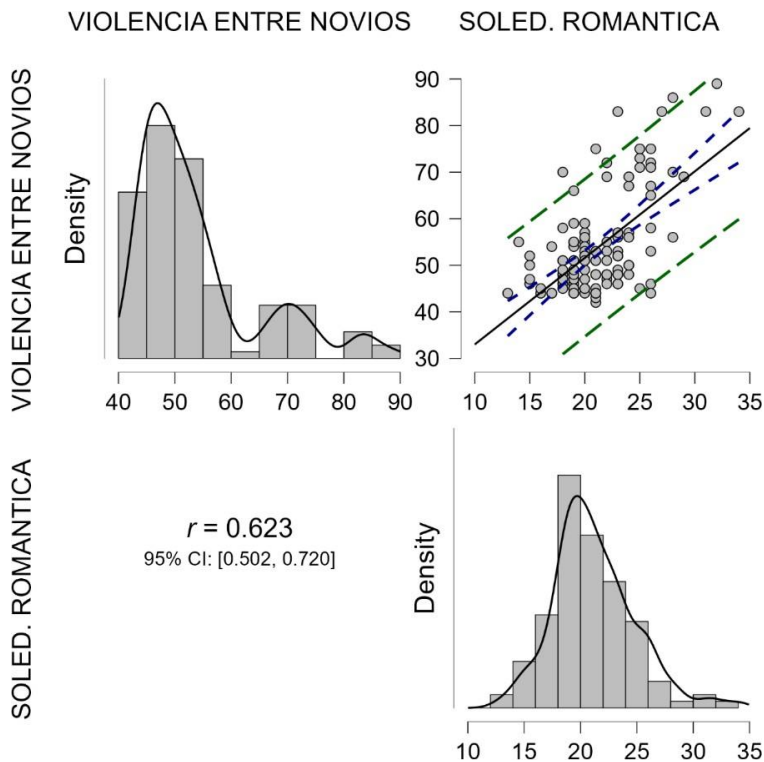 VIOLENCIA ENTRE NOVIOS
SOLED. ROMANTICA
VIOLENCIA ENTRE NOVIOS
Density
40 50 60 70 80 90
90
80
70
60
50
40
30
10 15 20 25 30 35
SOLED. ROMANTICA
r = 0.623
95% CI: [0.502, 0.720]
Density
10 15 20 25 30 35